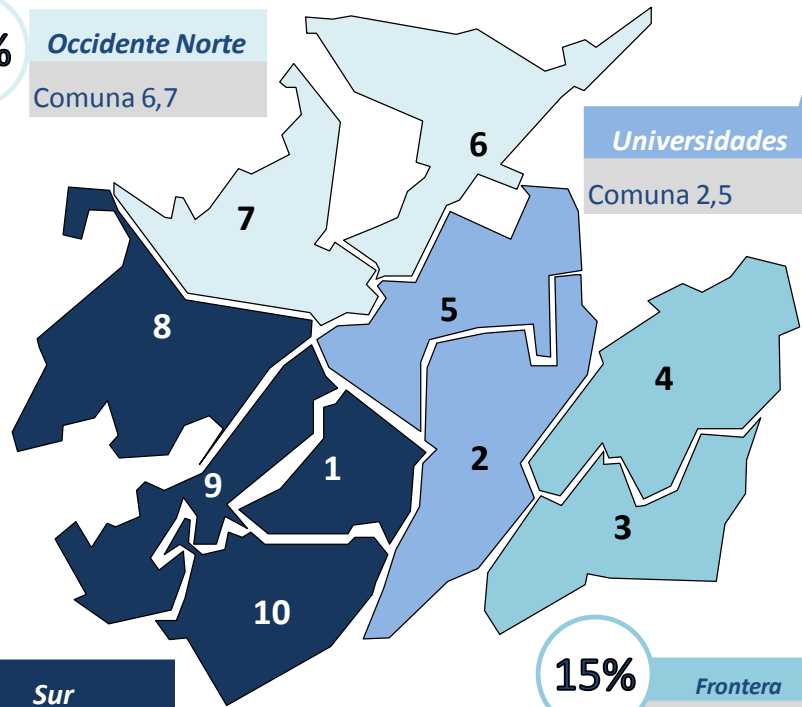 %
Occidente Norte
Comuna 6,7
6
Universidades
Comuna 2,5
7
5
8
4
2
1
9
3
10
15%
Frontera
Sur